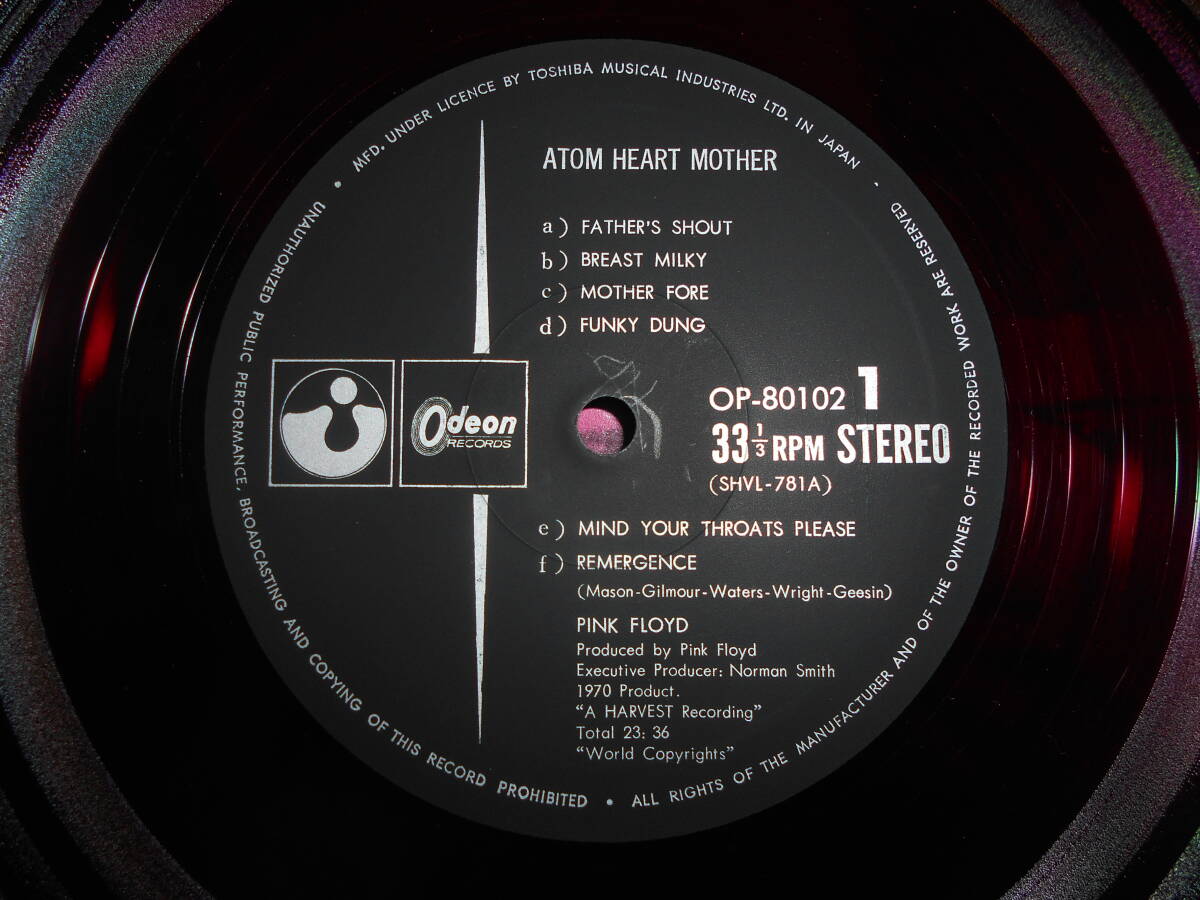 MFD. UNDER LICENCE BY TOSHIBA MUSICAL INDUSTRIES LTD. IN JAPAN •
ATOM HEART MOTHER
a) FATHER'S SHOUT
b) BREAST MILKY
c) MOTHER FORE
d) FUNKY DUNG
Odeon
RECORDS
OP-80102 1
33 1/3 RPM STEREO
(SHVL-781A)
e) MIND YOUR THROATS PLEASE
f) REMERGENCE
(Mason-Gilmour-Waters-Wright-Geesin)
PINK FLOYD
Produced by Pink Floyd
Executive Producer: Norman Smith
1970 Product.
“A HARVEST Recording”
Total 23: 36
“World Copyrights”
ALL RIGHTS OF THE MANUFACTURER AND OF THE OWNER OF THE RECORDED WORK ARE RESERVED
UNAUTHORIZED PUBLIC PERFORMANCE, BROADCASTING AND COPYING OF THIS RECORD PROHIBITED •